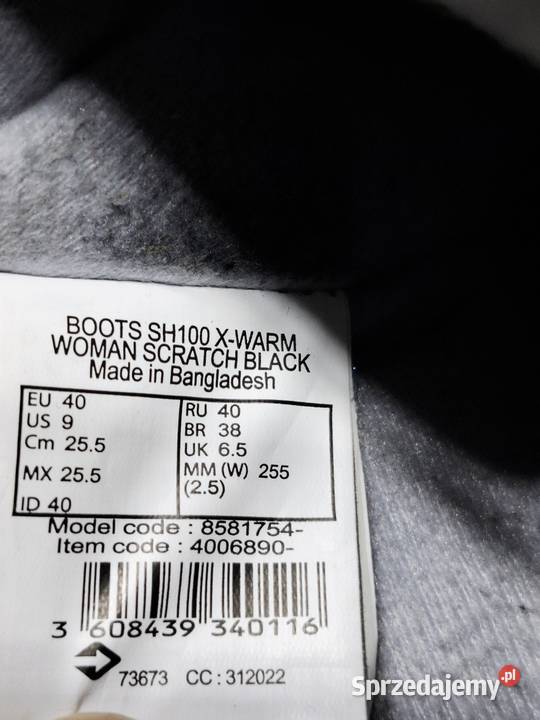 BOOTS SH100 X-WARM
WOMAN SCRATCH BLACK
Made in Bangladesh
EU 40
US 9
Cm 25.5
MX 25.5
ID 40
RU 40
BR 38
UK 6.5
MM (W) 255
(2.5)
Model code : 8581754-
Item code : 4006890-
3 608439 340116
73673 CC : 312022
Sprzedajemy.pl